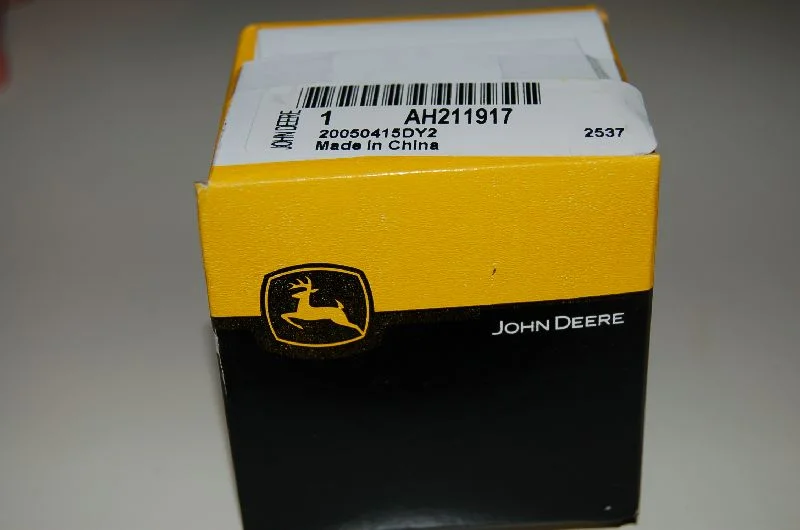 JOHN DEERE
1 AH211917
20050415DY2 2537
Made in China
JOHN DEERE